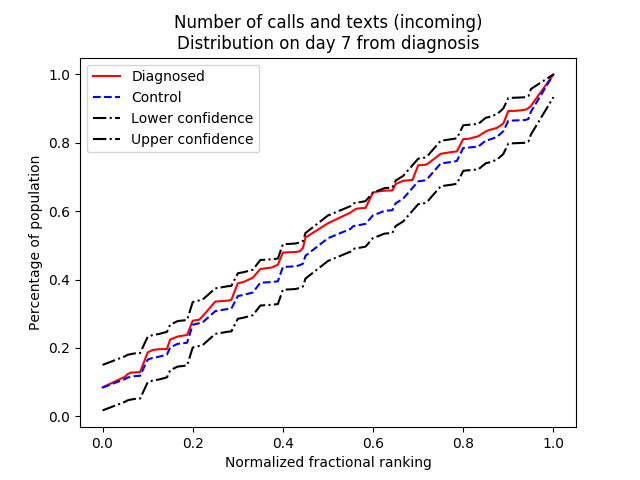 Number of calls and texts (incoming)
Distribution on day 7 from diagnosis
Diagnosed
Control
Lower confidence
Upper confidence
Percentage of population
1.0
0.8
0.6
0.4
0.2
0.0
0.0 0.2 0.4 0.6 0.8 1.0
Normalized fractional ranking